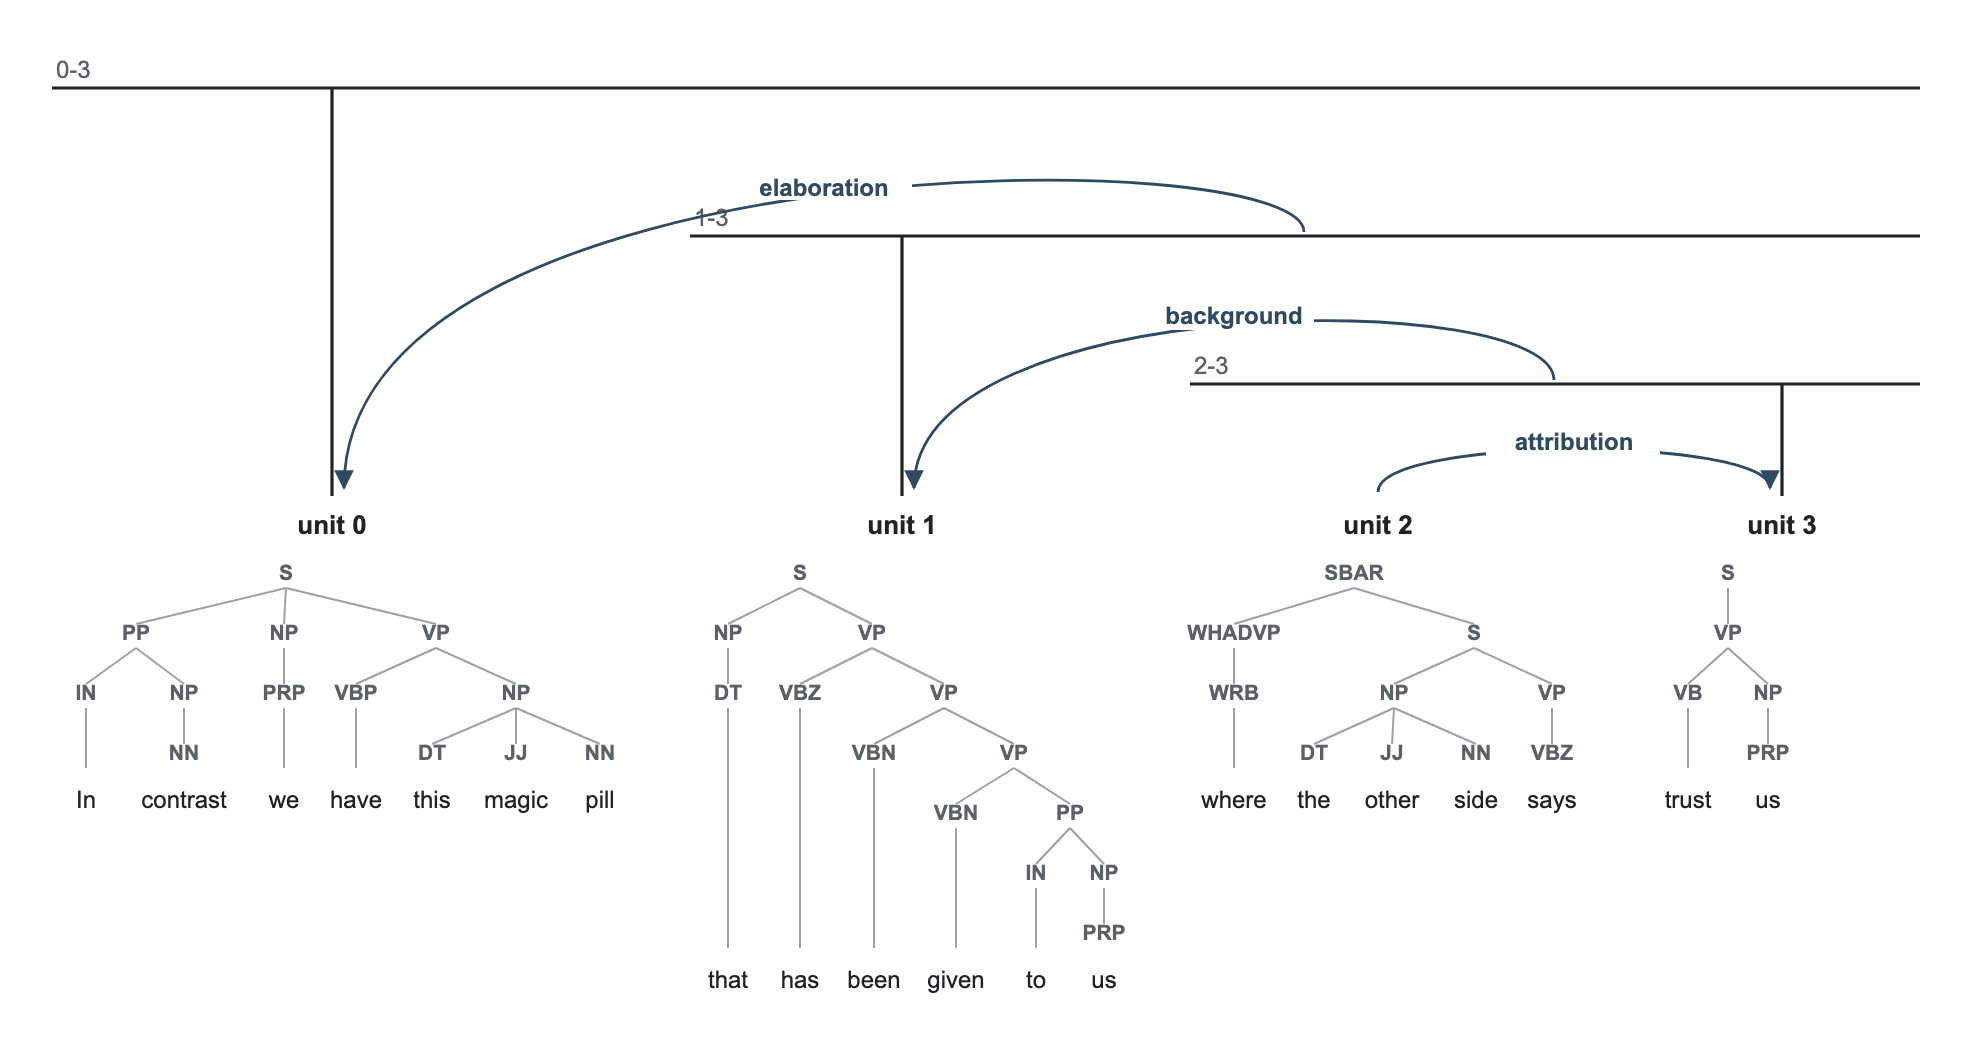 0-3
elaboration
1-3
background
2-3
attribution
unit 0 unit 1 unit 2 unit 3
S S SBAR S
PP NP VP NP VP WHADVP S VP
IN NP PRP VBP NP DT VBZ VP WRB NP VP VB NP
NN DT JJ NN VBN VP DT JJ NN VBZ PRP
In contrast we have this magic pill where the other side says trust us
VBN PP
IN NP
PRP
that has been given to us